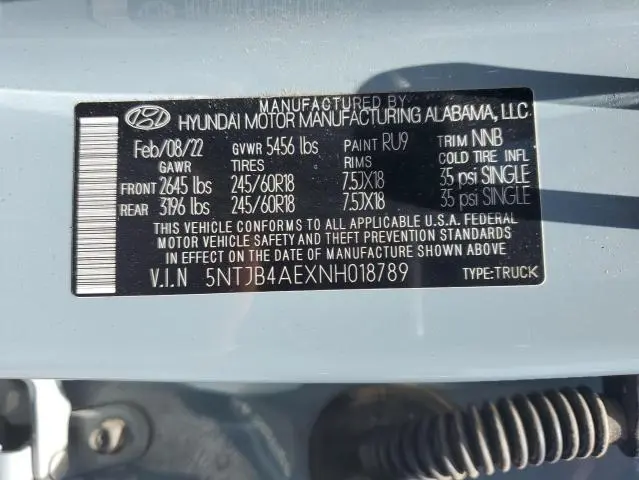 MANUFACTURED BY
HYUNDAI MOTOR MANUFACTURING ALABAMA, LLC
Feb/08/22 GVWR 5456 lbs PAINT RU9 TRIM NNB
GAWR TIRES RIMS COLD TIRE INFL
FRONT 2645 lbs 245/60R18 7.5JX18 35 psi SINGLE
REAR 3196 lbs 245/60R18 7.5JX18 35 psi SINGLE
THIS VEHICLE CONFORMS TO ALL APPLICABLE U.S.A. FEDERAL
MOTOR VEHICLE SAFETY AND THEFT PREVENTION STANDARDS
IN EFFECT ON THE DATE OF MANUFACTURE SHOWN ABOVE.
V.I.N 5NTJB4AEXNH018789 TYPE:TRUCK